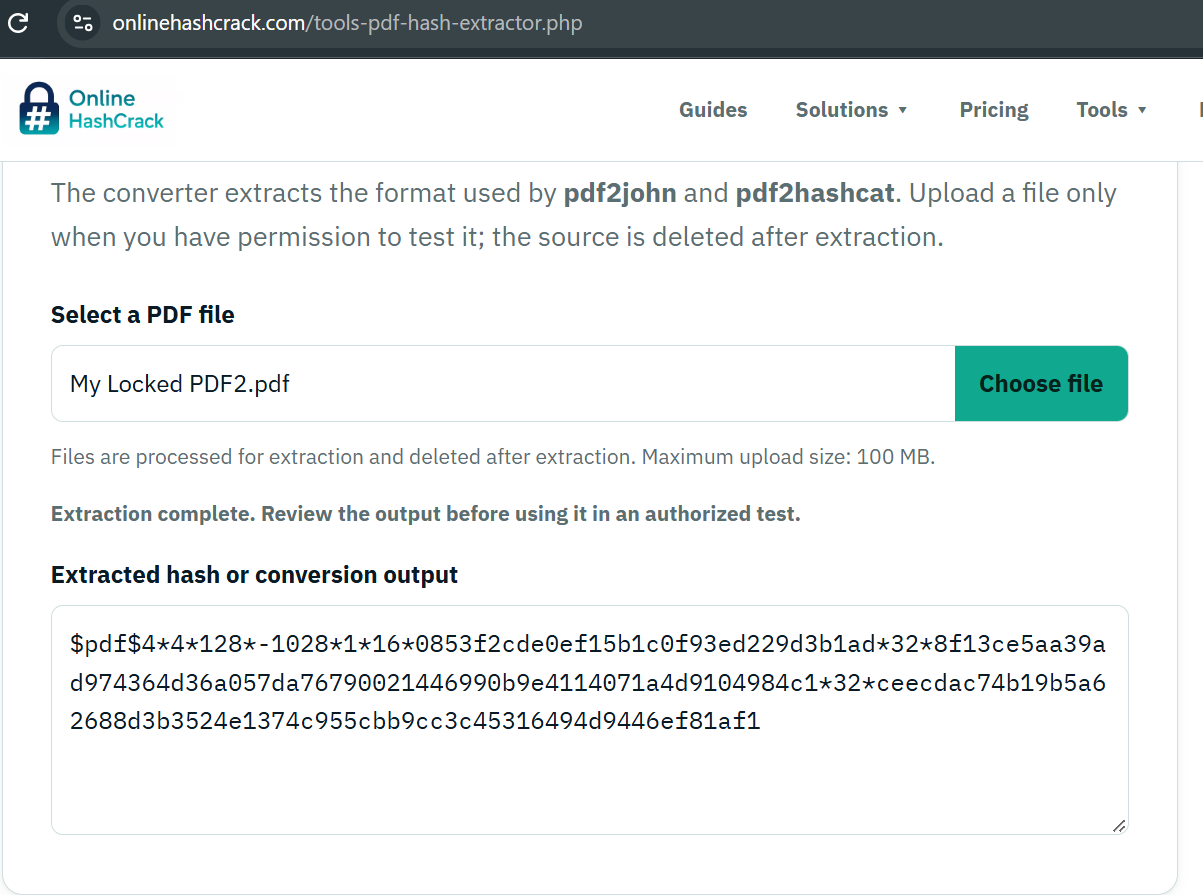 onlinehashcrack.com/tools-pdf-hash-extractor.php
Online
HashCrack
#
Guides
Solutions ▼
Pricing
Tools ▼
The converter extracts the format used by pdf2john and pdf2hashcat. Upload a file only
when you have permission to test it; the source is deleted after extraction.
Select a PDF file
My Locked PDF2.pdf
Choose file
Files are processed for extraction and deleted after extraction. Maximum upload size: 100 MB.
Extraction complete. Review the output before using it in an authorized test.
Extracted hash or conversion output
$pdf$4*4*128*-1028*1*16*0853f2cde0ef15b1c0f93ed229d3b1ad*32*8f13ce5aa39a
d974364d36a057da76790021446990b9e4114071a4d9104984c1*32*ceecdac74b19b5a6
2688d3b3524e1374c955cbb9cc3c45316494d9446ef81af1